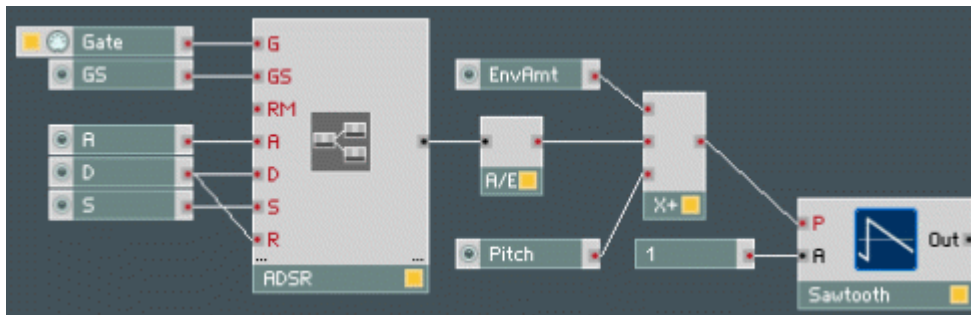 Gate
GS
A
D
S
G
GS
RM
A
D
S
R
...
...
ADSR
EnvAmt
A/E
X+
Pitch
1
P
A
Out
Sawtooth